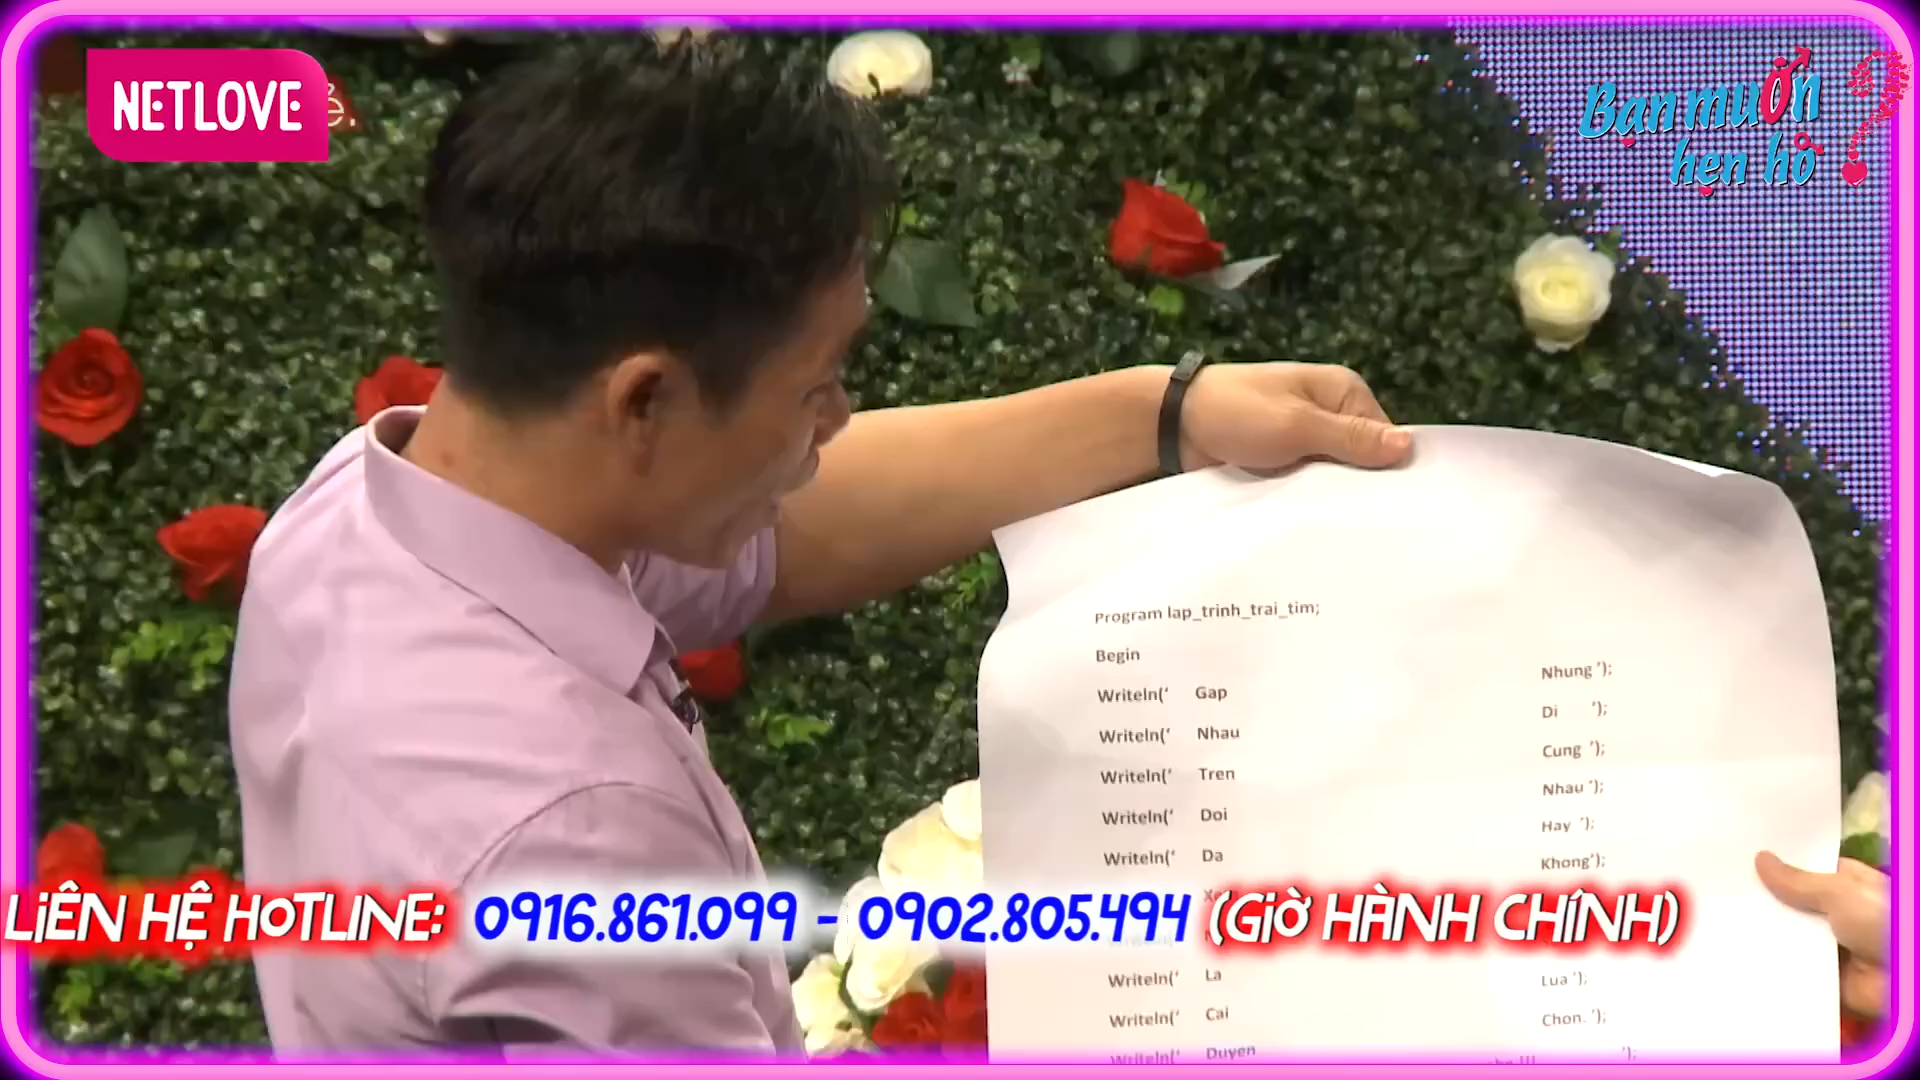 NETLOVE
Bạn muốn
hẹn hò
Program lap_trinh_trai_tim;
Begin
Writeln(‘ Gap Nhung ’);
Writeln(‘ Nhau Di ’);
Writeln(‘ Tren Cung ’);
Writeln(‘ Doi Nhau ’);
Writeln(‘ Da Hay ’);
Khong’);
LIÊN HỆ HOTLINE: 0916.861.099 - 0902.805.494 (GIỜ HÀNH CHÍNH)
Writeln(‘ La Lua ’);
Writeln(‘ Cai Chon. ’);
Writeln(‘ Duyen ’);